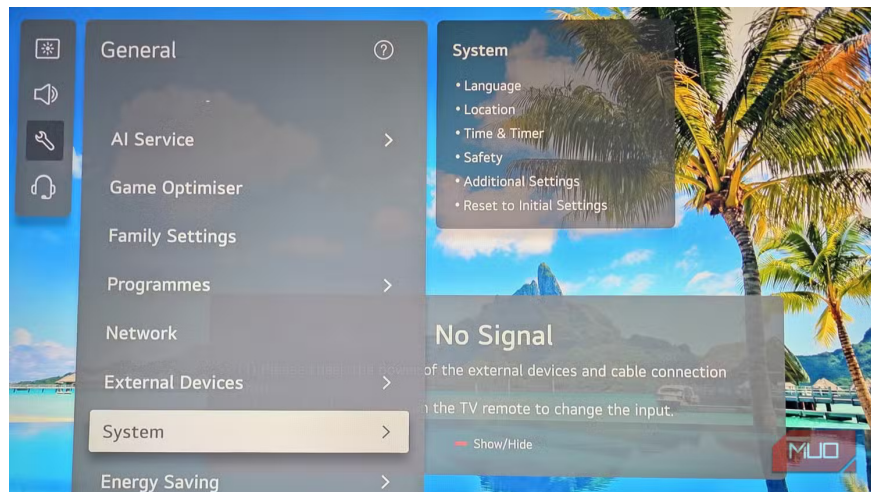 General
?
AI Service
Game Optimiser
Family Settings
Programmes
Network
External Devices
System
Energy Saving
System
• Language
• Location
• Time & Timer
• Safety
• Additional Settings
• Reset to Initial Settings
No Signal
the power of the external devices and cable connection
the TV remote to change the input.
Show/Hide
MUO